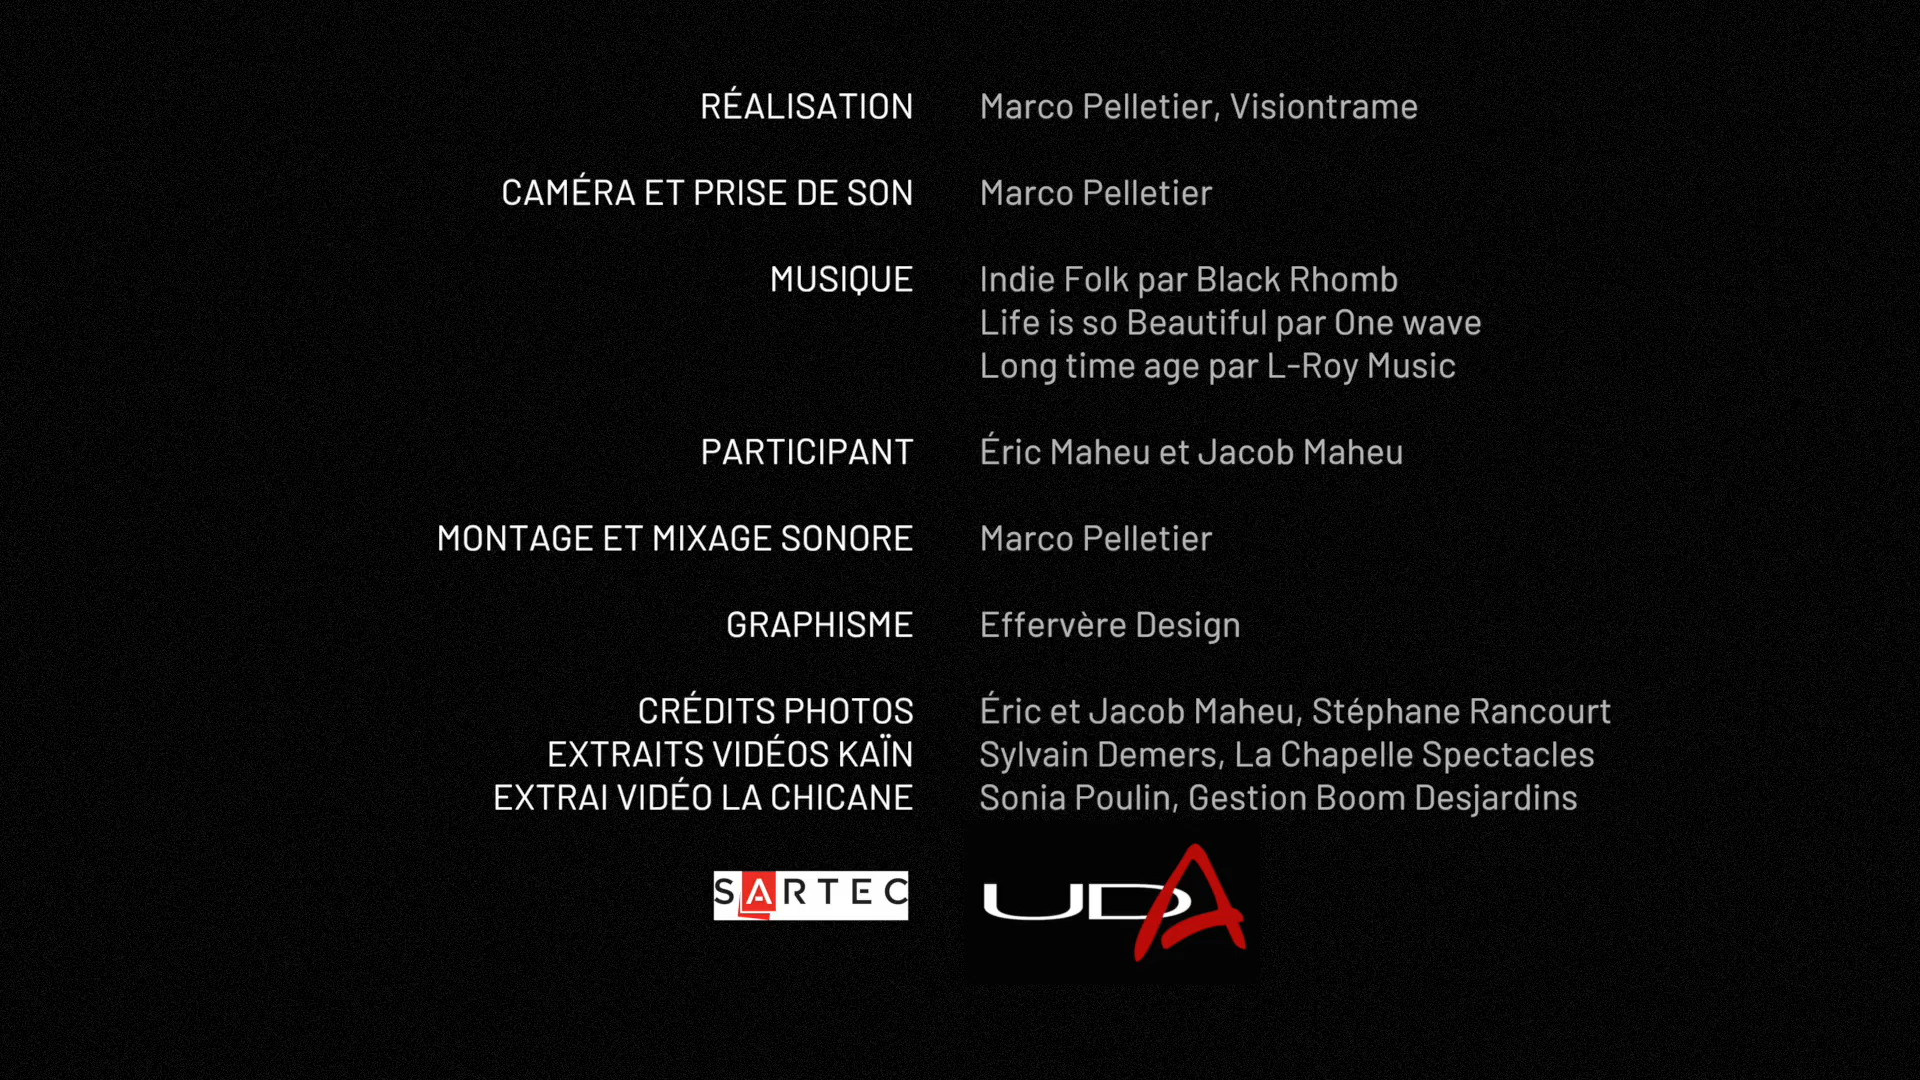 RÉALISATION Marco Pelletier, Visiontrame
CAMÉRA ET PRISE DE SON Marco Pelletier
MUSIQUE Indie Folk par Black Rhomb
Life is so Beautiful par One wave
Long time age par L-Roy Music
PARTICIPANT Éric Maheu et Jacob Maheu
MONTAGE ET MIXAGE SONORE Marco Pelletier
GRAPHISME Effervère Design
CRÉDITS PHOTOS Éric et Jacob Maheu, Stéphane Rancourt
EXTRAITS VIDÉOS KAÏN Sylvain Demers, La Chapelle Spectacles
EXTRAI VIDÉO LA CHICANE Sonia Poulin, Gestion Boom Desjardins
SARTEC UDA